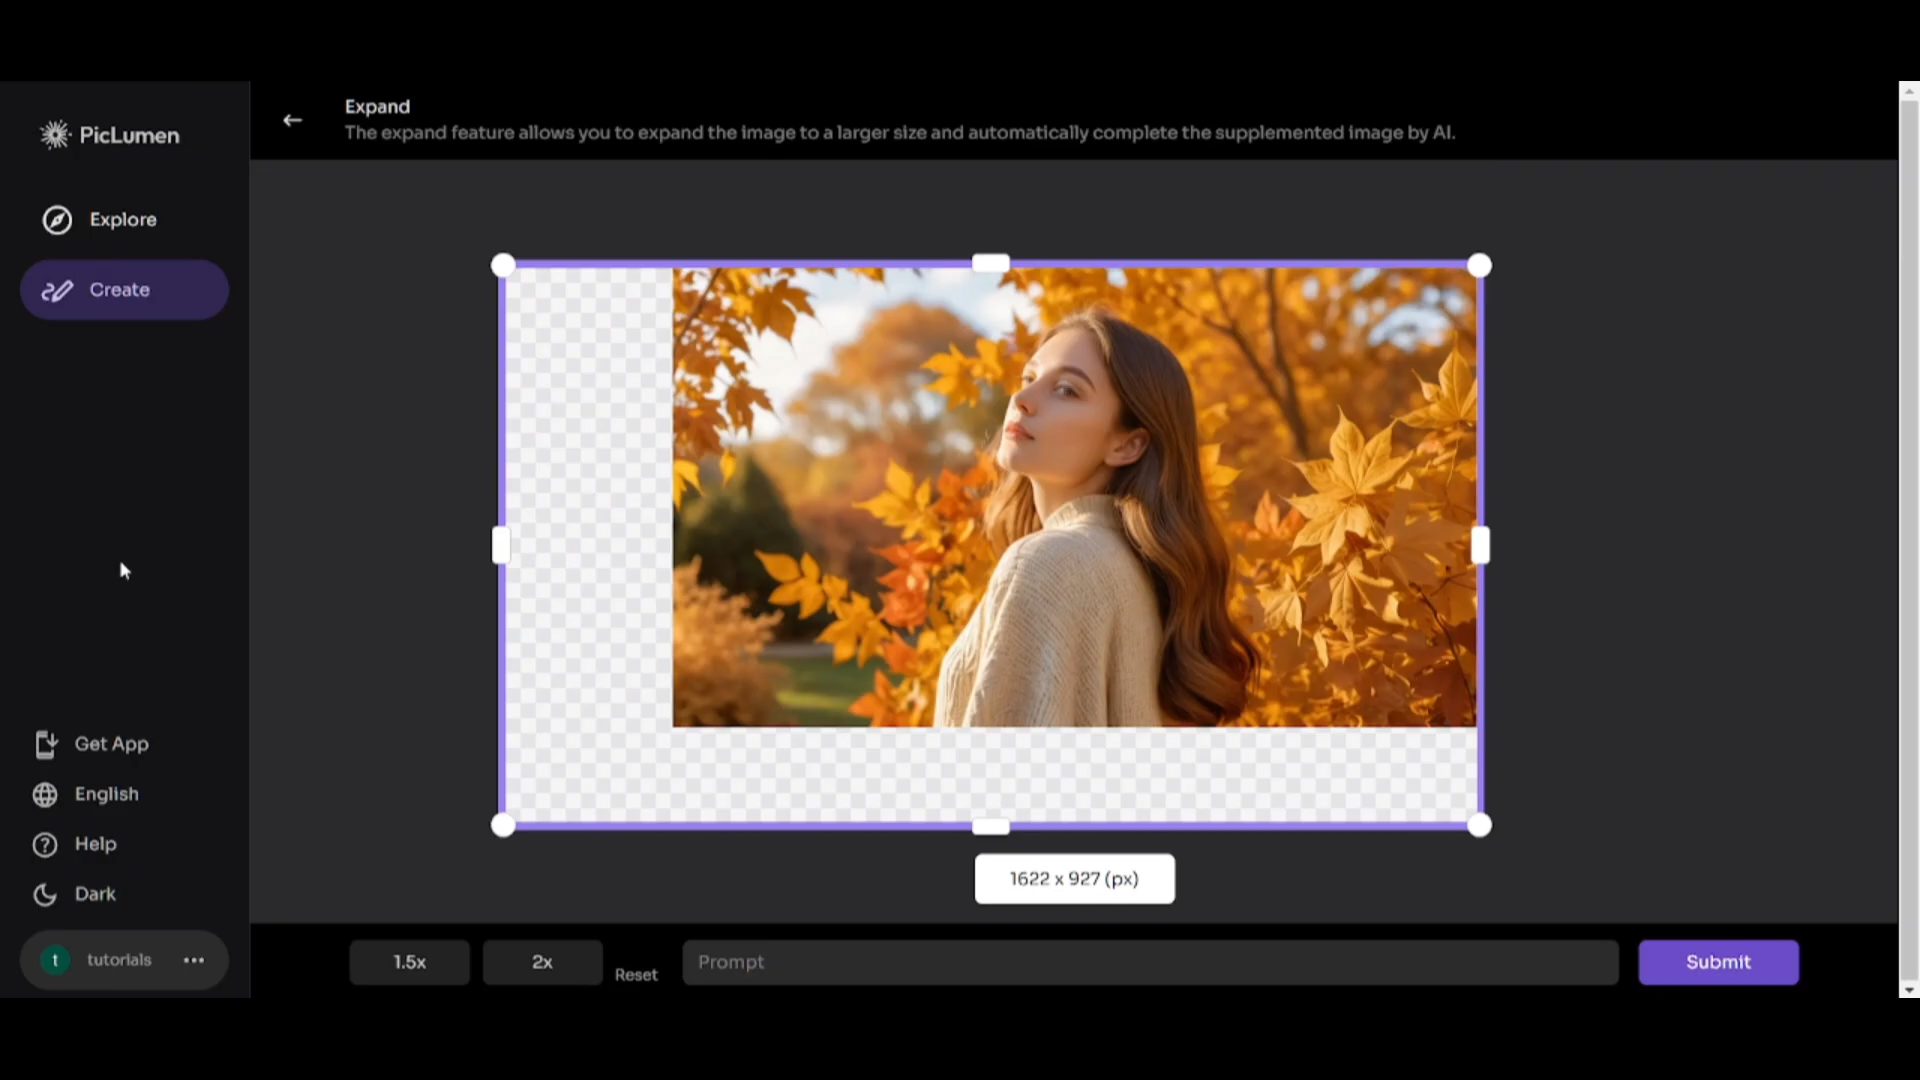 PicLumen
Explore
Create
Get App
English
Help
Dark
t tutorials ...
Expand
The expand feature allows you to expand the image to a larger size and automatically complete the supplemented image by AI.
1622 x 927 (px)
1.5x
2x
Reset
Prompt
Submit